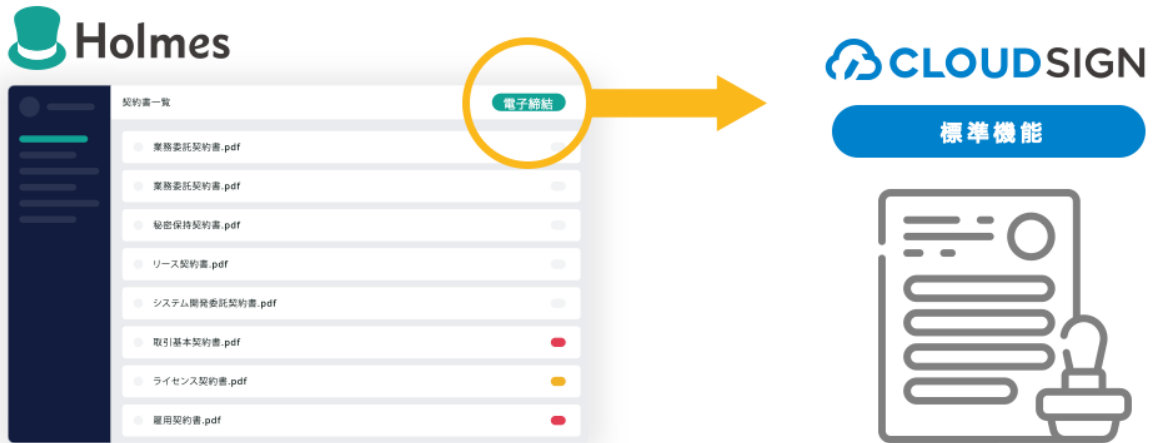 Holmes
契約書一覧
電子締結
業務委託契約書.pdf
業務委託契約書.pdf
秘密保持契約書.pdf
リース契約書.pdf
システム開発委託契約書.pdf
取引基本契約書.pdf
ライセンス契約書.pdf
雇用契約書.pdf
CLOUDSIGN
標準機能